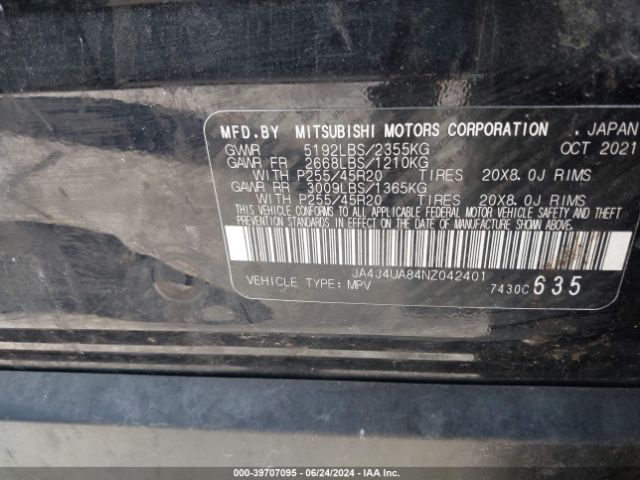 MFD.BY MITSUBISHI MOTORS CORPORATION . JAPAN
GVWR 5192LBS/2355KG OCT 2021
GAWR FR 2668LBS/1210KG
WITH P255/45R20 TIRES 20X8.0J RIMS
GAWR RR 3009LBS/1365KG
WITH P255/45R20 TIRES 20X8.0J RIMS
THIS VEHICLE CONFORMS TO ALL APPLICABLE FEDERAL MOTOR VEHICLE SAFETY AND THEFT
PREVENTION STANDARDS IN EFFECT ON THE DATE OF MANUFACTURE SHOWN ABOVE.
JA4J4UA84NZ042401
VEHICLE TYPE: MPV 7430C635
000-39707095 - 06/24/2024 - IAA Inc.